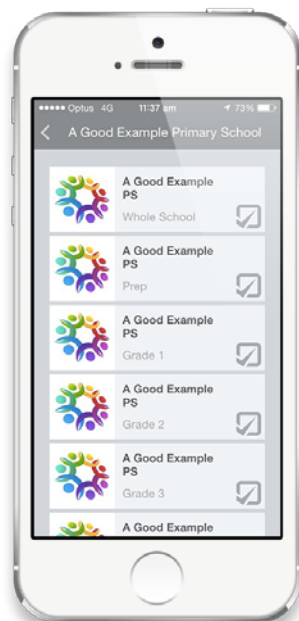 ●●●●● Optus 4G 11:37 am 73%
A Good Example Primary School
A Good Example
PS
Whole School
A Good Example
PS
Prep
A Good Example
PS
Grade 1
A Good Example
PS
Grade 2
A Good Example
PS
Grade 3
A Good Example